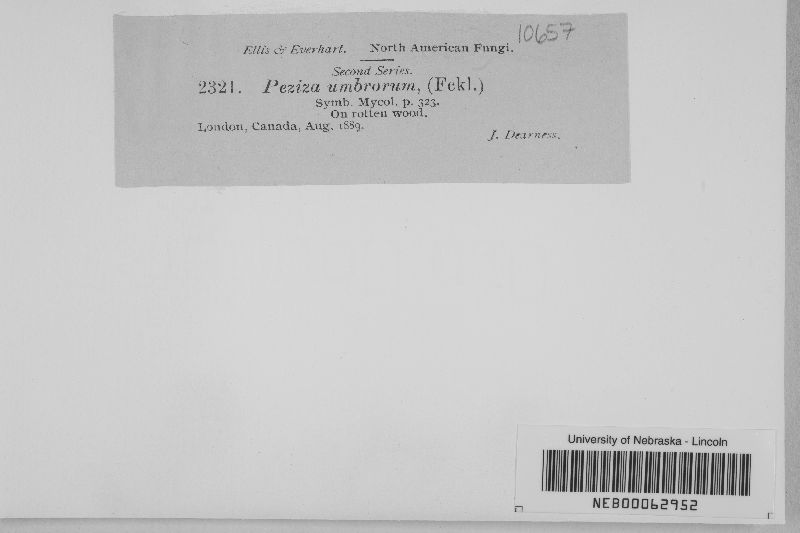 10657
Ellis & Everhart. North American Fungi.
Second Series.
2321. Peziza umbrorum, (Fckl.)
Symb. Mycol. p. 323.
On rotten wood.
London, Canada, Aug. 1889.
J. Dearness.
University of Nebraska - Lincoln
NEB00062952